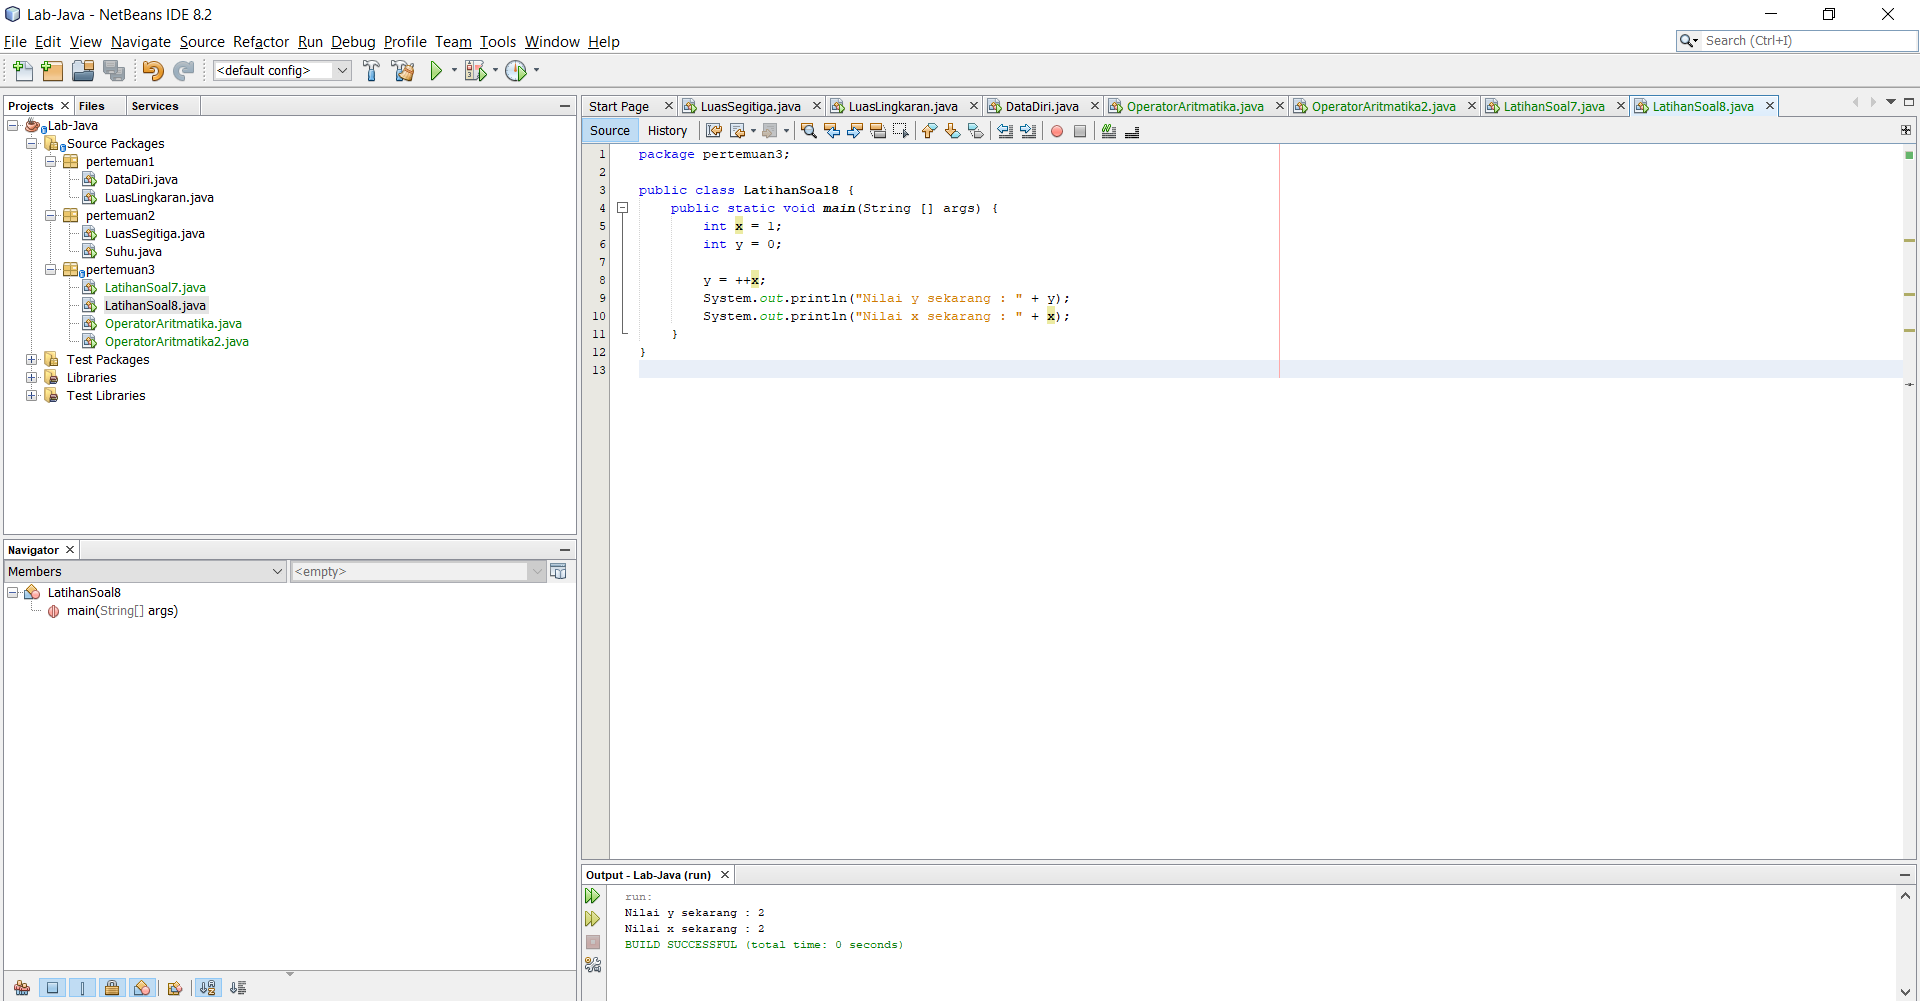 Lab-Java - NetBeans IDE 8.2
File Edit View Navigate Source Refactor Run Debug Profile Team Tools Window Help
Search (Ctrl+I)
<default config>
Projects Files Services
Lab-Java
Source Packages
pertemuan1
DataDiri.java
LuasLingkaran.java
pertemuan2
LuasSegitiga.java
Suhu.java
pertemuan3
LatihanSoal7.java
LatihanSoal8.java
OperatorAritmatika.java
OperatorAritmatika2.java
Test Packages
Libraries
Test Libraries
Navigator
Members <empty>
LatihanSoal8
main(String[] args)
Start Page LuasSegitiga.java LuasLingkaran.java DataDiri.java OperatorAritmatika.java OperatorAritmatika2.java LatihanSoal7.java LatihanSoal8.java
Source History
1 package pertemuan3;
2
3 public class LatihanSoal8 {
4 public static void main(String [] args) {
5 int x = 1;
6 int y = 0;
7
8 y = ++x;
9 System.out.println("Nilai y sekarang : " + y);
10 System.out.println("Nilai x sekarang : " + x);
11 }
12 }
13
Output - Lab-Java (run)
run:
Nilai y sekarang : 2
Nilai x sekarang : 2
BUILD SUCCESSFUL (total time: 0 seconds)